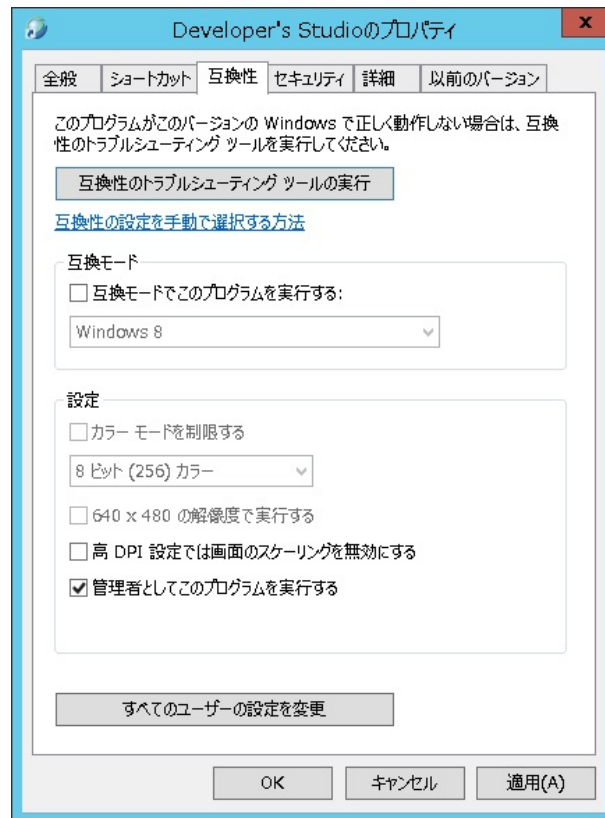 Developer's Studioのプロパティ
x
全般 ショートカット 互換性 セキュリティ 詳細 以前のバージョン
このプログラムがこのバージョンの Windows で正しく動作しない場合は、互換
性のトラブルシューティング ツールを実行してください。
互換性のトラブルシューティング ツールの実行
互換性の設定を手動で選択する方法
互換モード
互換モードでこのプログラムを実行する:
Windows 8
設定
カラー モードを制限する
8 ビット (256) カラー
640 x 480 の解像度で実行する
高 DPI 設定では画面のスケーリングを無効にする
管理者としてこのプログラムを実行する
すべてのユーザーの設定を変更
OK キャンセル 適用(A)